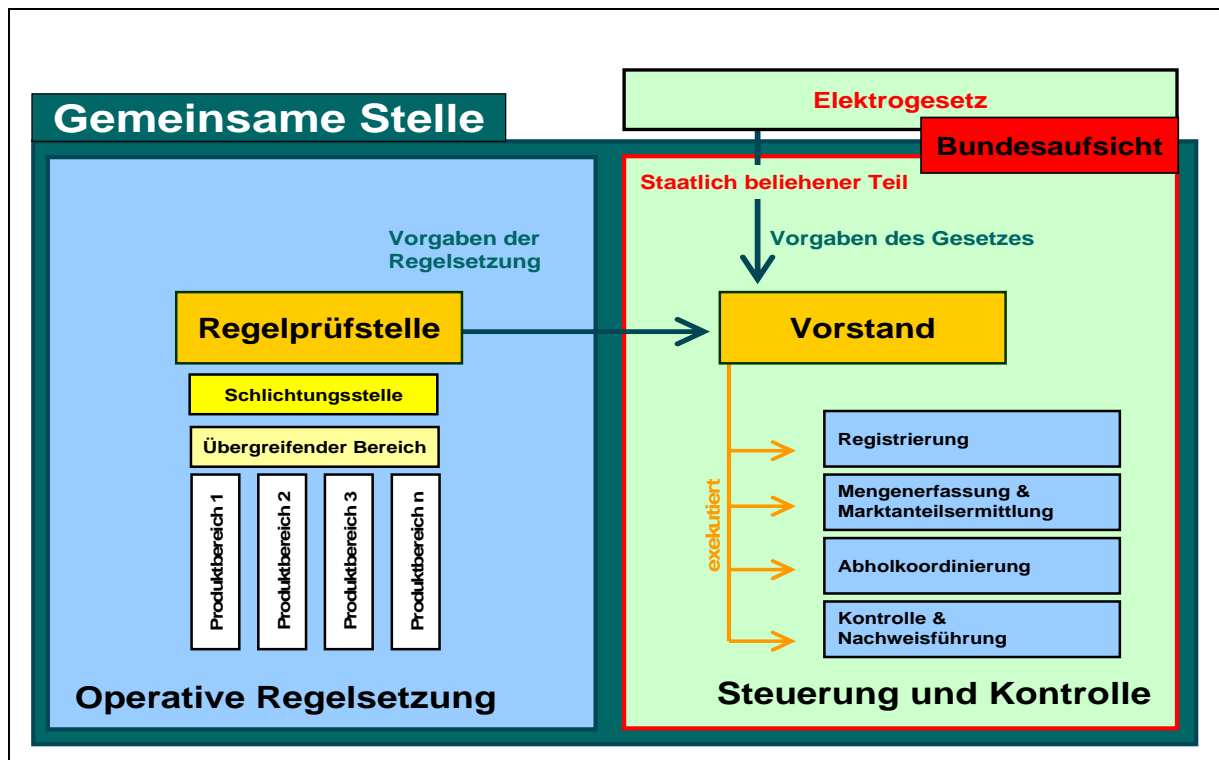 Elektrogesetz
Gemeinsame Stelle
Bundesaufsicht
Staatlich beliehener Teil
Vorgaben der
Regelsetzung
Vorgaben des Gesetzes
Regelprüfstelle
Vorstand
Schlichtungsstelle
Übergreifender Bereich
Produktbereich 1
Produktbereich 2
Produktbereich 3
Produktbereich n
exekutiert
Registrierung
Mengenerfassung &
Marktanteilsermittlung
Abholkoordinierung
Kontrolle &
Nachweisführung
Operative Regelsetzung
Steuerung und Kontrolle